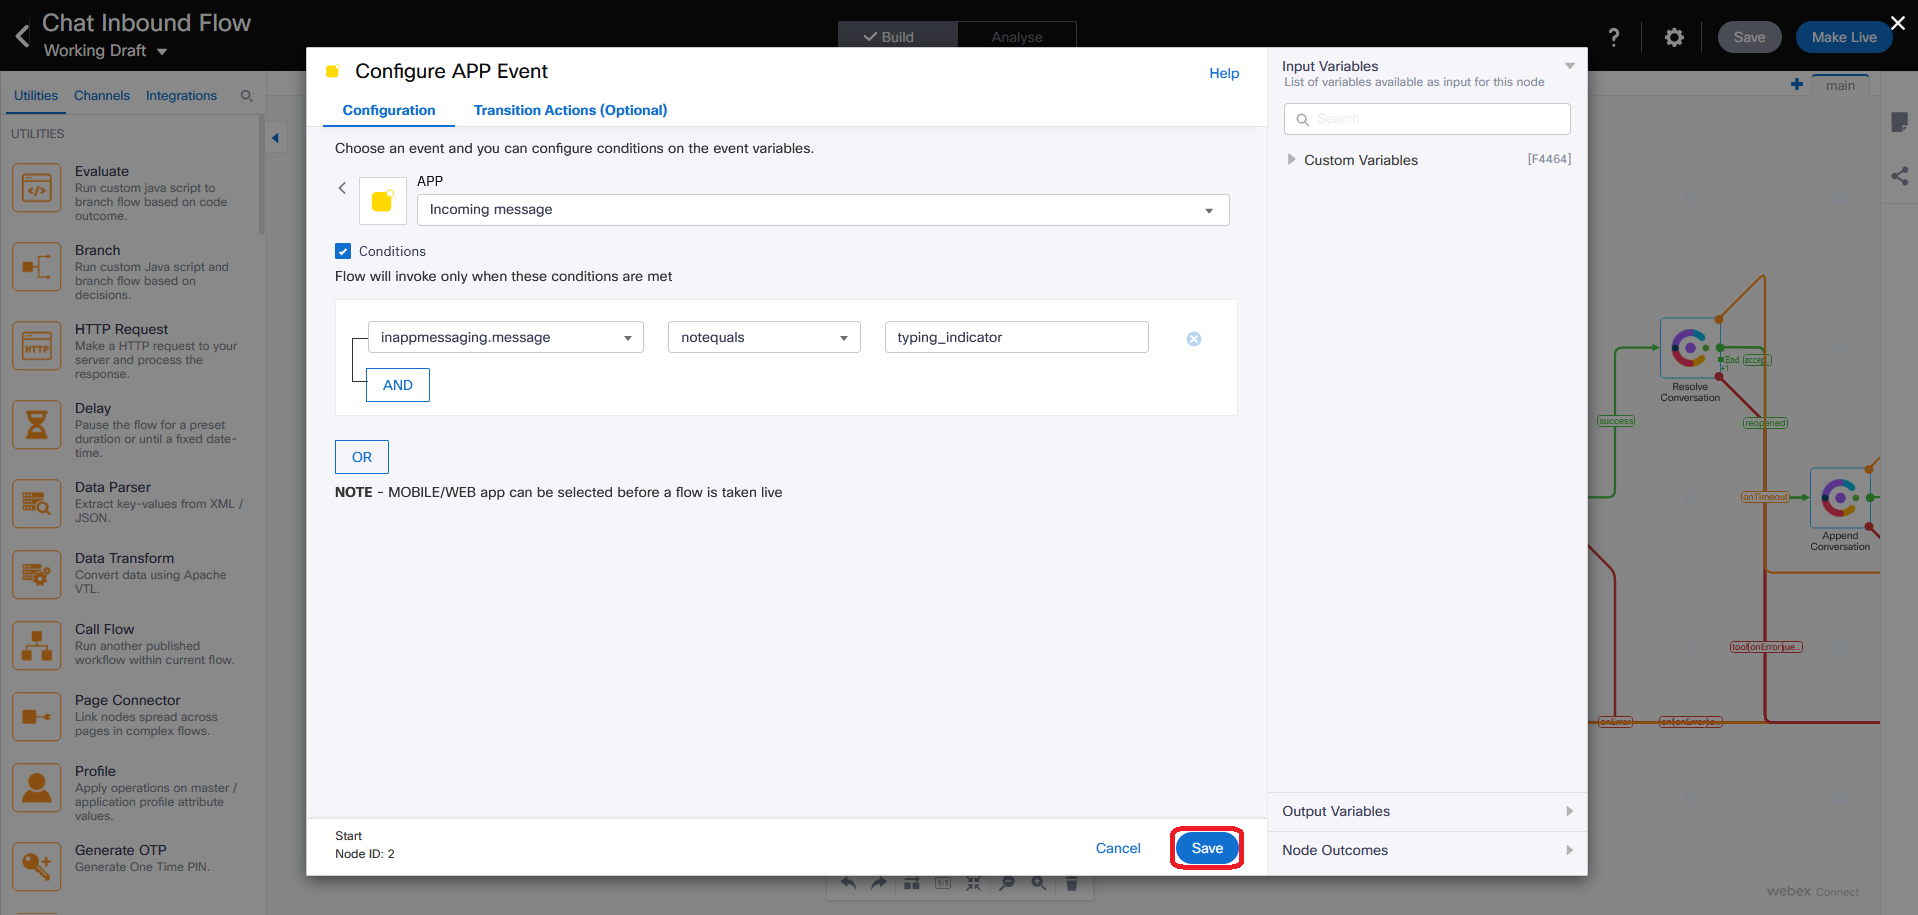 Chat Inbound Flow
Working Draft
Build
Analyse
?
Save
Make Live
Utilities
Channels
Integrations
UTILITIES
Evaluate
Run custom java script to
branch flow based on code
outcome.
Branch
Run custom Java script and
branch flow based on
decisions.
HTTP
HTTP Request
Make a HTTP request to your
server and process the
response.
Delay
Pause the flow for a preset
duration or until a fixed date-
time.
Data Parser
Extract key-values from XML /
JSON.
Data Transform
Convert data using Apache
VTL.
Call Flow
Run another published
workflow within current flow.
Page Connector
Link nodes spread across
pages in complex flows.
Profile
Apply operations on master /
application profile attribute
values.
Generate OTP
Generate One Time PIN.
Configure APP Event
Help
Configuration
Transition Actions (Optional)
Choose an event and you can configure conditions on the event variables.
APP
Incoming message
Conditions
Flow will invoke only when these conditions are met
inappmessaging.message
notequals
typing_indicator
AND
OR
NOTE - MOBILE/WEB app can be selected before a flow is taken live
Start
Node ID: 2
Cancel
Save
Input Variables
List of variables available as input for this node
Search
Custom Variables
[F4464]
Output Variables
Node Outcomes
main
End
accep..
+1
Resolve
Conversation
success
reopened
onTimeout
Append
Conversation
onError
1:1
webex Connect